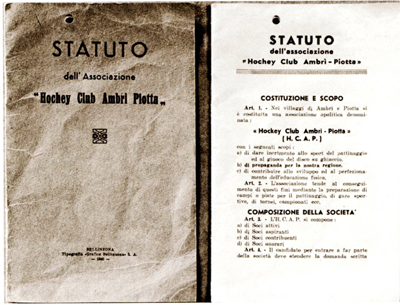 STATUTO
dell'Associazione
"Hockey Club Ambri Piotta„
BELLINZONA
Tipografia
S. A.
STATUTO
dell'associazione
"Hockey Club Ambrì-Piotta»
COSTITUZIONE E SCOPO
Art. 1. - Nei villaggi di Ambrì e Piotta si
è costituita una associazione apolitica denomi-
nata :
« Hockey Club Ambrì - Piotta »
( H. C. A. P. )
con i seguenti scopi :
a) di dare incremento allo sport del pattinaggio
ed al giuoco del disco su ghiaccio.
b) di propaganda per la nostra regione.
c) di contribuire allo sviluppo ed al perfeziona-
mento dell'educazione fisica.
Art. 2. - L'associazione tende al consegui-
mento di questi fini mediante la preparazione di
campi e piste per il pattinaggio, di gare spor-
tive, di tornei, campionati ecc.
COMPOSIZIONE DELLA SOCIETA'
Art. 3. - L'H. C. A. P. si compone :
a) di Soci attivi
b) di Soci aspiranti
c) di Soci contribuenti
d) di Soci onorari
Art. 4. - Il candidato per entrare a far parte
della società deve stendere la domanda scritta